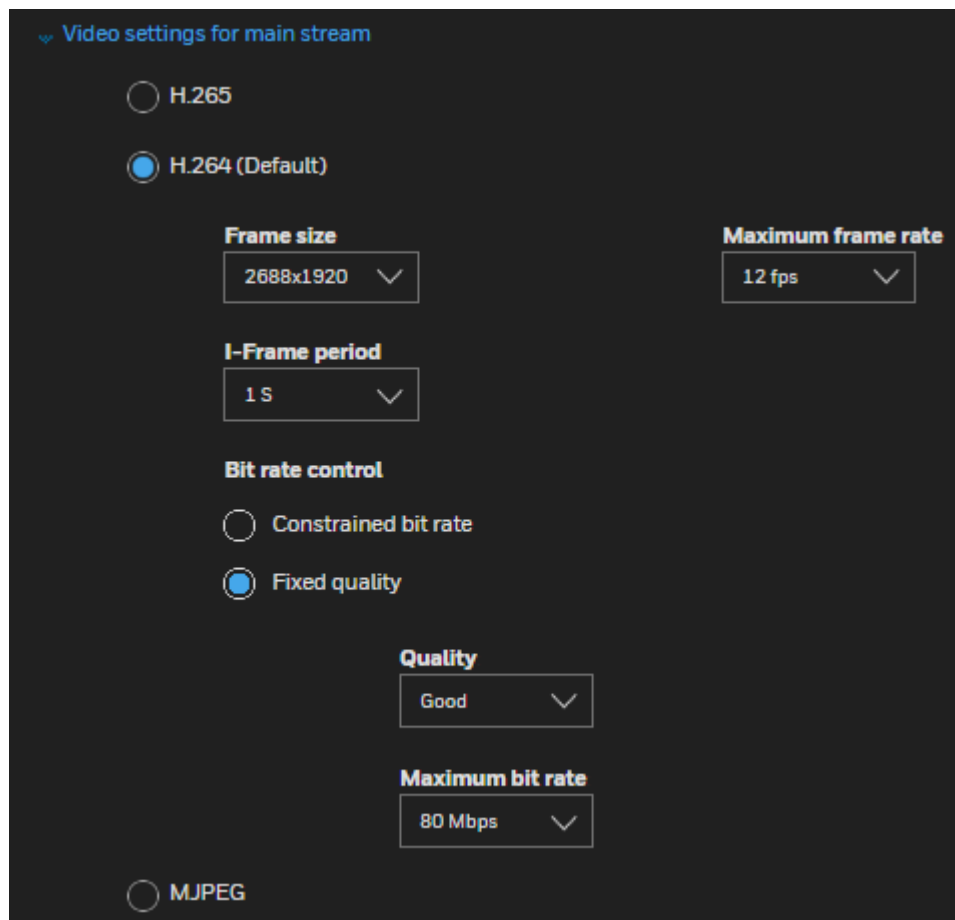 Video settings for main stream
H.265
H.264 (Default)
Frame size
Maximum frame rate
2688x1920
12 fps
I-Frame period
1 S
Bit rate control
Constrained bit rate
Fixed quality
Quality
Good
Maximum bit rate
80 Mbps
MJPEG